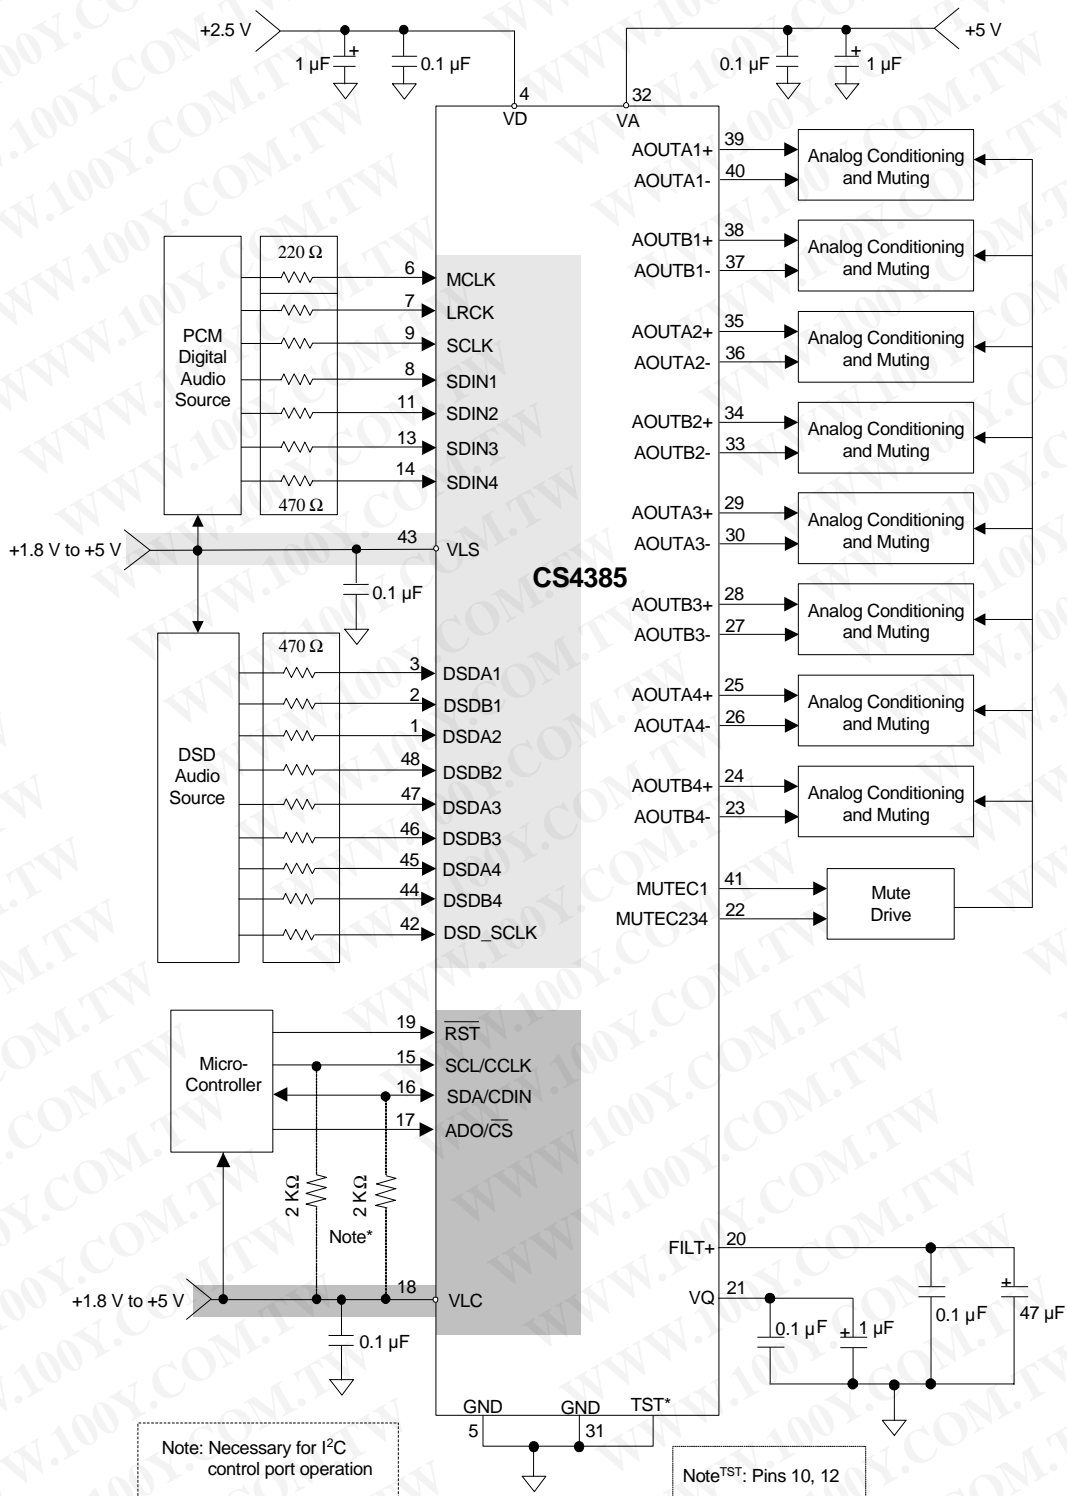 +2.5 V
+5 V
1 µF
+
0.1 µF
0.1 µF
+
1 µF
4
32
VD
VA
AOUTA1+ 39
AOUTA1- 40
Analog Conditioning
and Muting
AOUTB1+ 38
AOUTB1- 37
Analog Conditioning
and Muting
AOUTA2+ 35
AOUTA2- 36
Analog Conditioning
and Muting
AOUTB2+ 34
AOUTB2- 33
Analog Conditioning
and Muting
AOUTA3+ 29
AOUTA3- 30
Analog Conditioning
and Muting
AOUTB3+ 28
AOUTB3- 27
Analog Conditioning
and Muting
AOUTA4+ 25
AOUTA4- 26
Analog Conditioning
and Muting
AOUTB4+ 24
AOUTB4- 23
Analog Conditioning
and Muting
MUTEC1 41
MUTEC234 22
Mute
Drive
PCM
Digital
Audio
Source
220 Ω
6 MCLK
7 LRCK
9 SCLK
8 SDIN1
11 SDIN2
13 SDIN3
14 SDIN4
470 Ω
+1.8 V to +5 V
43 VLS
0.1 µF
CS4385
DSD
Audio
Source
470 Ω
3 DSDA1
2 DSDB1
1 DSDA2
48 DSDB2
47 DSDA3
46 DSDB3
45 DSDA4
44 DSDB4
42 DSD_SCLK
Micro-
Controller
19 RST
15 SCL/CCLK
16 SDA/CDIN
17 ADO/CS
2 KΩ
2 KΩ
Note*
+1.8 V to +5 V
18 VLC
0.1 µF
FILT+ 20
VQ 21
0.1 µF
+
1 µF
0.1 µF
+
47 µF
GND
GND
TST*
5
31
Note: Necessary for I²C
control port operation
Note^TST: Pins 10, 12
WWW.100Y.COM.TW